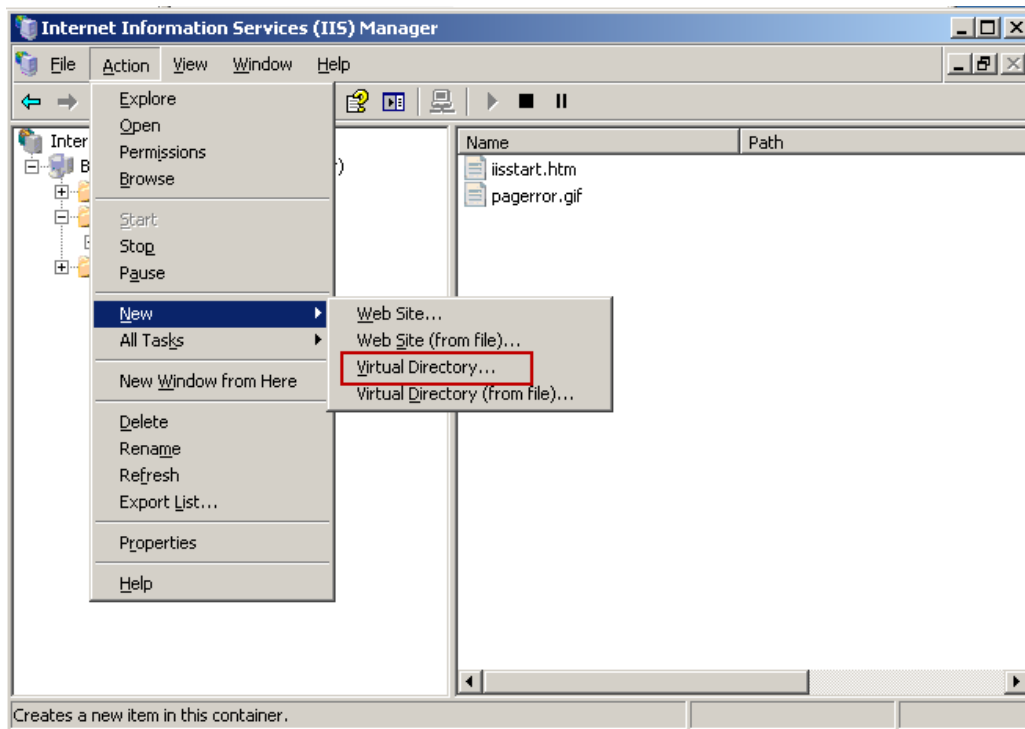 Internet Information Services (IIS) Manager
File Action View Window Help
Explore
Open
Permissions
Browse
Start
Stop
Pause
New
All Tasks
New Window from Here
Delete
Rename
Refresh
Export List...
Properties
Help
Web Site...
Web Site (from file)...
Virtual Directory...
Virtual Directory (from file)...
Inter
B
)
Name Path
iisstart.htm
pagerror.gif
Creates a new item in this container.